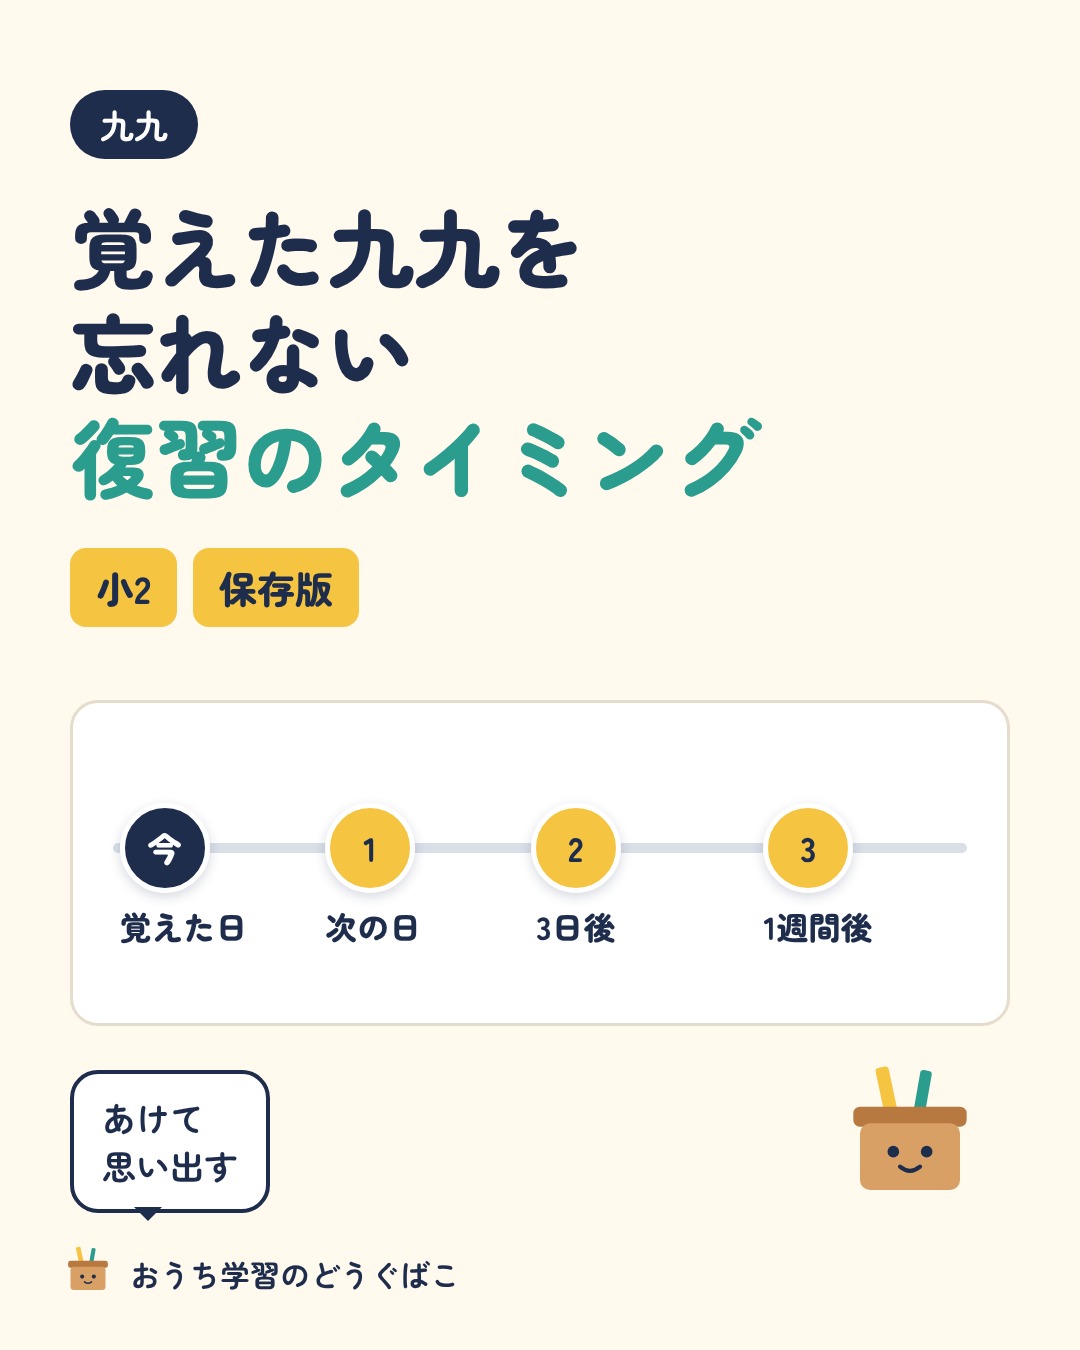 九九
覚えた九九を
忘れない
復習のタイミング
小2 保存版
今 1 2 3
覚えた日 次の日 3日後 1週間後
あけて
思い出す
おうち学習のどうぐばこ